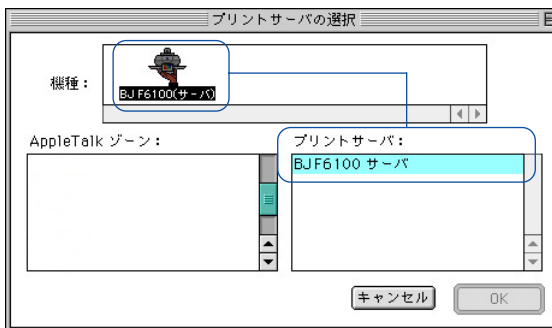 プリントサーバの選択
機種：
BJ F6100(サーバ)
AppleTalk ゾーン：
プリントサーバ：
BJF6100 サーバ
キャンセル
OK